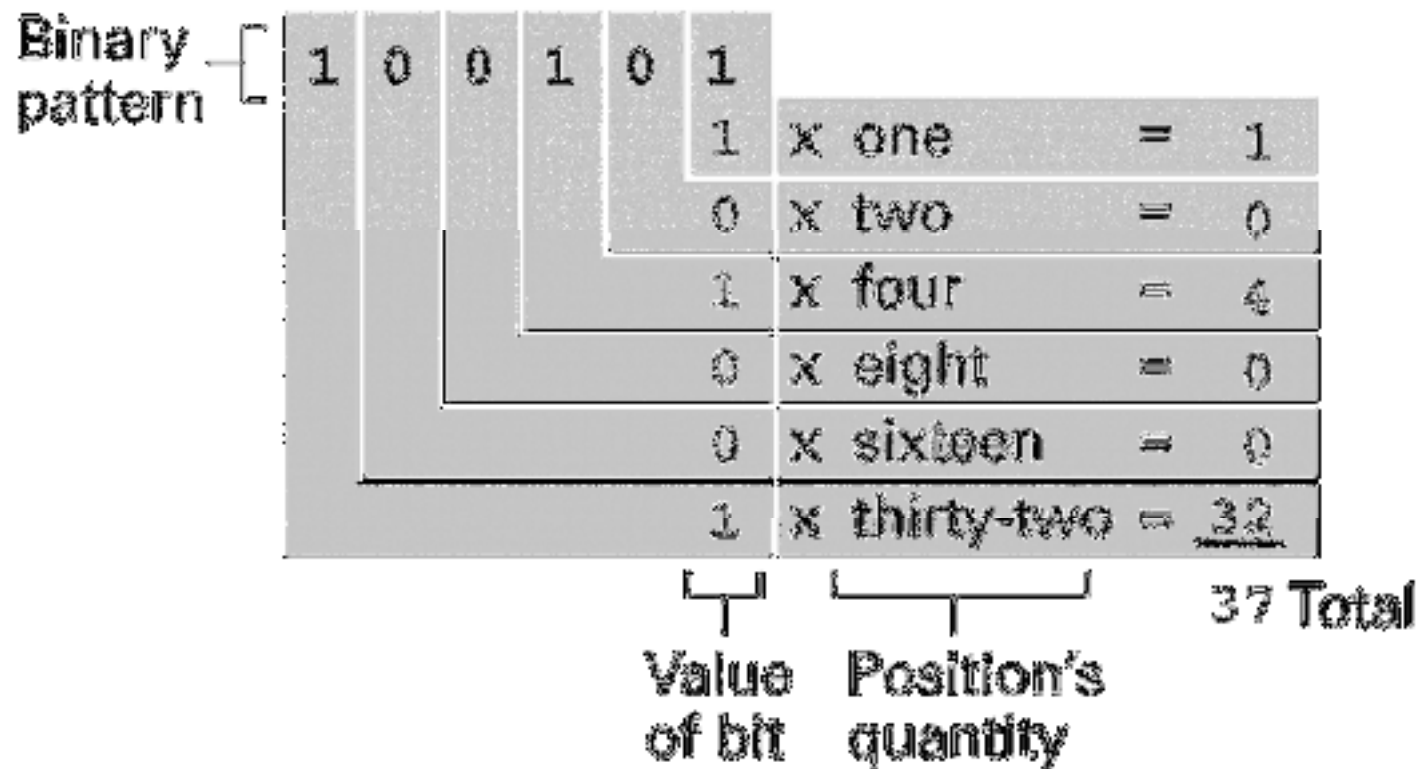 Binary
pattern
1 0 0 1 0 1
1 x one = 1
0 x two = 0
1 x four = 4
0 x eight = 0
0 x sixteen = 0
1 x thirty-two = 32
37 Total
Value
of bit
Position's
quantity